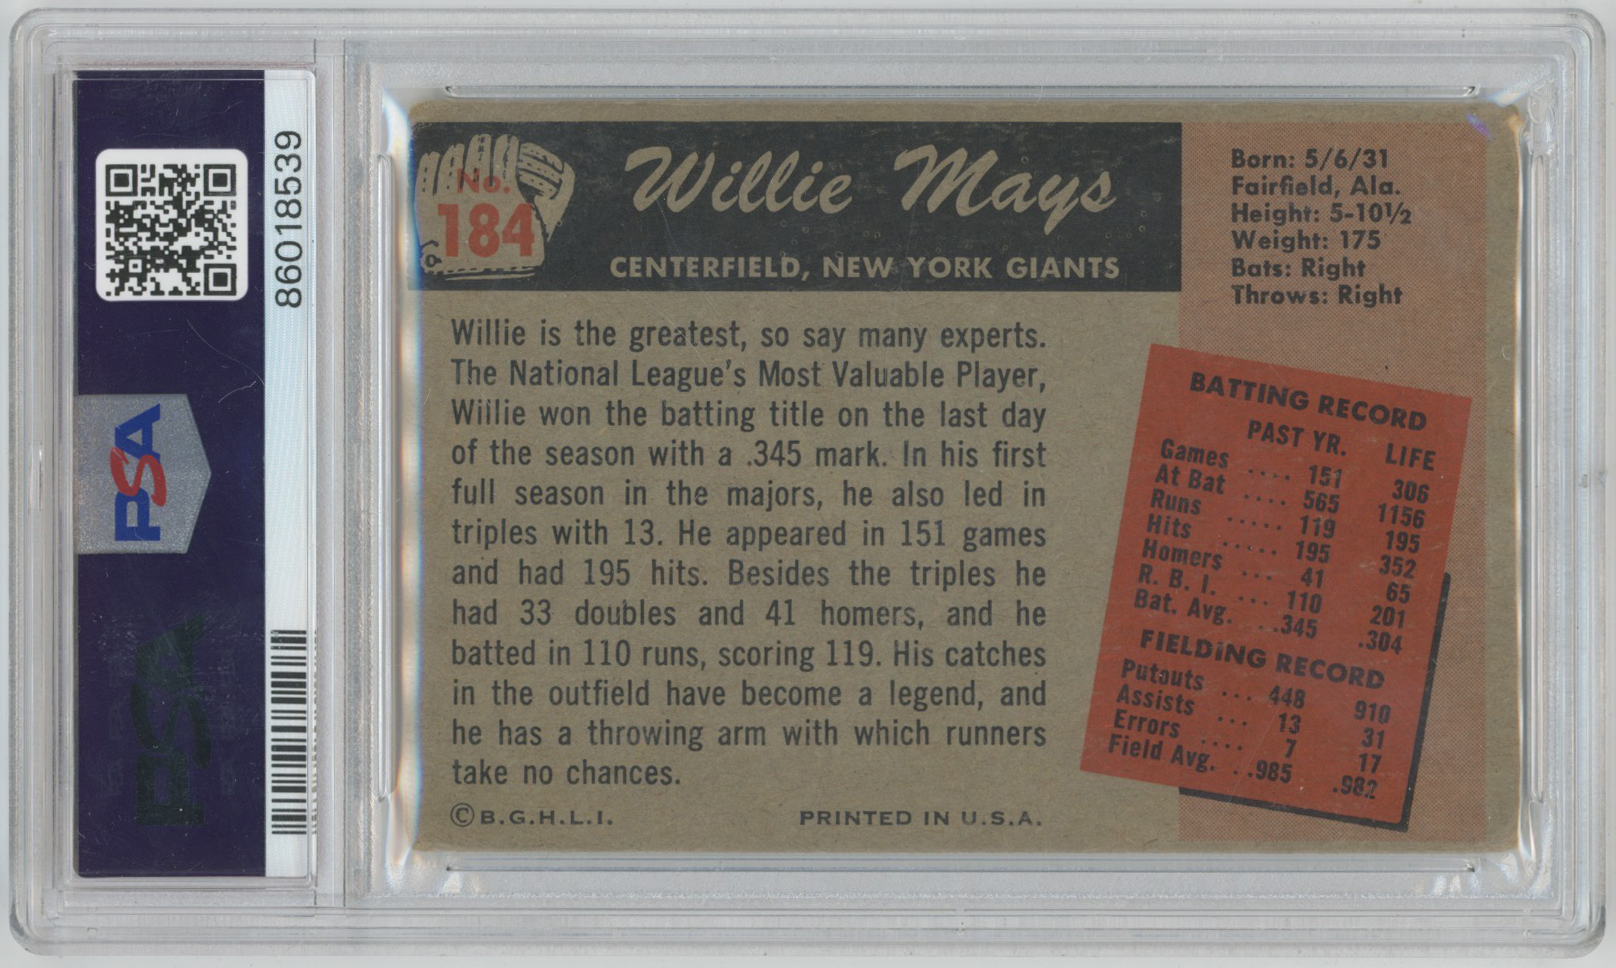 86018539
PSA
PSA
No.
184
Willie Mays
CENTERFIELD, NEW YORK GIANTS
Born: 5/6/31
Fairfield, Ala.
Height: 5-10½
Weight: 175
Bats: Right
Throws: Right
Willie is the greatest, so say many experts.
The National League's Most Valuable Player,
Willie won the batting title on the last day
of the season with a .345 mark. In his first
full season in the majors, he also led in
triples with 13. He appeared in 151 games
and had 195 hits. Besides the triples he
had 33 doubles and 41 homers, and he
batted in 110 runs, scoring 119. His catches
in the outfield have become a legend, and
he has a throwing arm with which runners
take no chances.
©B.G.H.L.I. PRINTED IN U.S.A.
BATTING RECORD
PAST YR. LIFE
Games .... 151 306
At Bat .... 565 1156
Runs ..... 119 195
Hits ..... 195 352
Homers ... 41 65
R. B. I. ... 110 201
Bat. Avg. . .345 .304
FIELDING RECORD
Putouts ... 448 910
Assists ... 13 31
Errors .... 7 17
Field Avg. . .985 .982